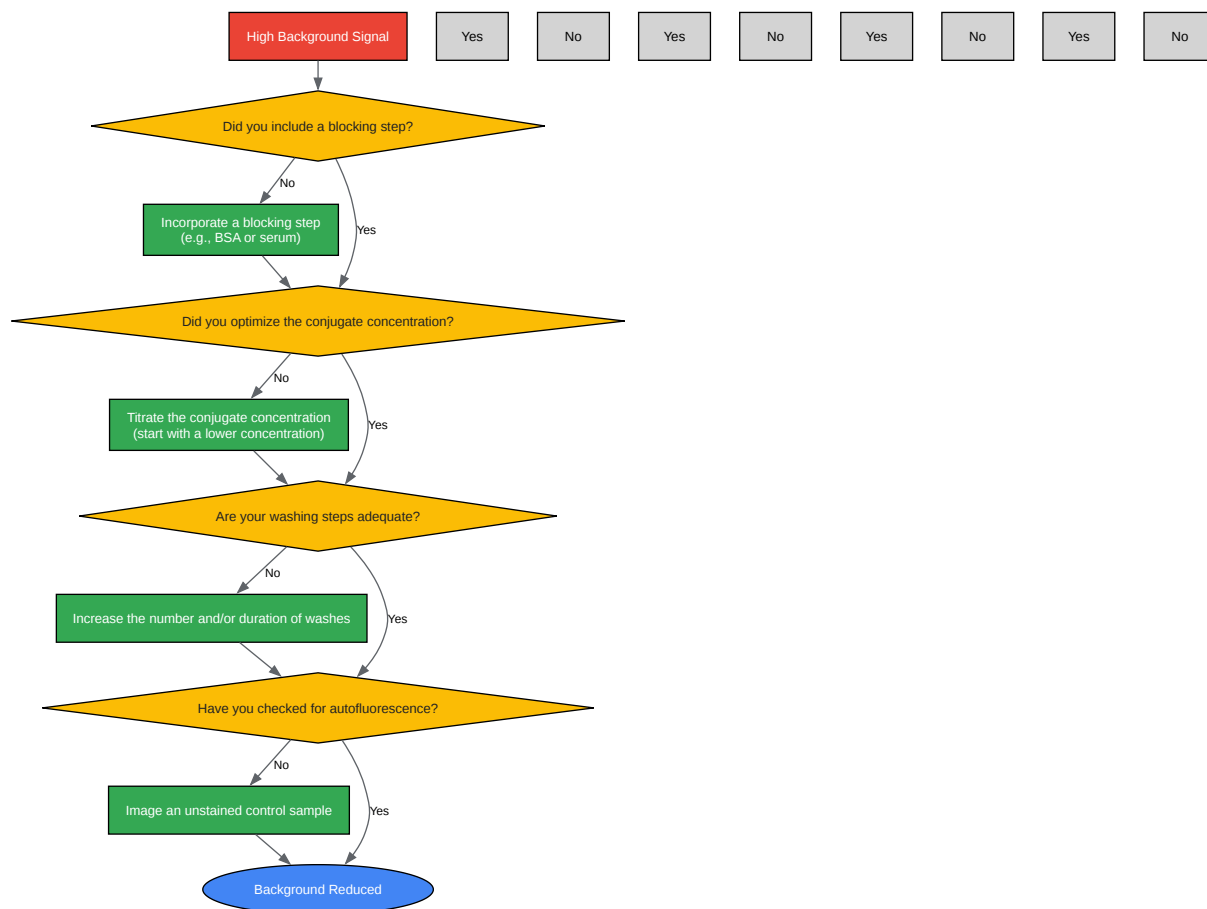 High Background Signal
Yes
No
Yes
No
Yes
No
Yes
No
Did you include a blocking step?
No
Incorporate a blocking step
(e.g., BSA or serum)
Yes
Did you optimize the conjugate concentration?
No
Titrate the conjugate concentration
(start with a lower concentration)
Yes
Are your washing steps adequate?
No
Increase the number and/or duration of washes
Yes
Have you checked for autofluorescence?
No
Image an unstained control sample
Yes
Background Reduced